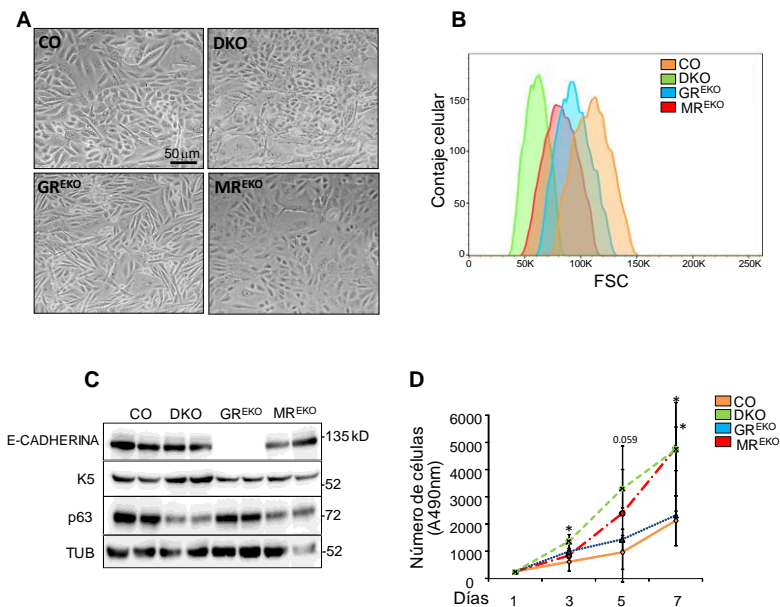 A
CO
DKO
50 µm
GR^EKO
MR^EKO
B
Contaje celular
150
100
50
0
0
50K
100K
150K
200K
250K
FSC
CO
DKO
GR^EKO
MR^EKO
C
CO DKO GR^EKO MR^EKO
E-CADHERINA
-135 kD
K5
-52
p63
-72
TUB
-52
D
Número de células
(A-490nm)
6000
5000
4000
3000
2000
1000
0
*
0.059
*
*
Días 1 3 5 7
CO
DKO
GR^EKO
MR^EKO